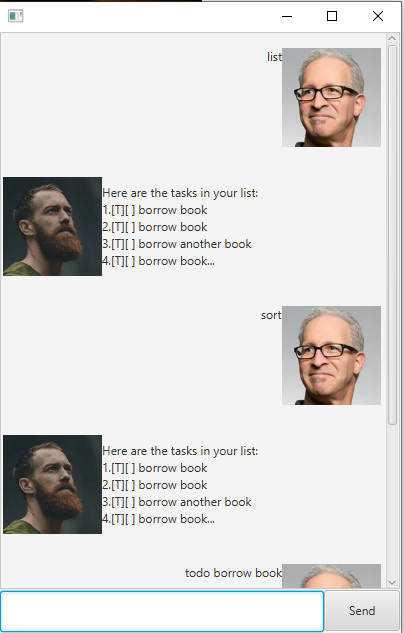 list
Here are the tasks in your list:
1.[T][ ] borrow book
2.[T][ ] borrow book
3.[T][ ] borrow another book
4.[T][ ] borrow book...
sort
Here are the tasks in your list:
1.[T][ ] borrow book
2.[T][ ] borrow book
3.[T][ ] borrow another book
4.[T][ ] borrow book...
todo borrow book
Send